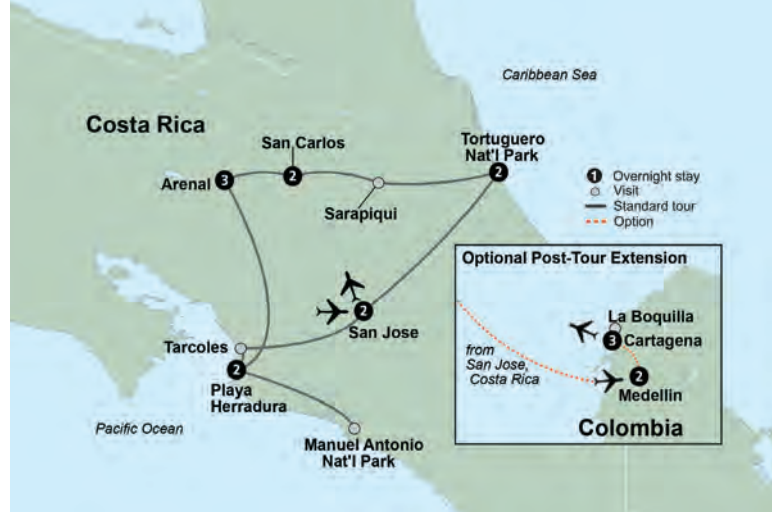 Caribbean Sea
Costa Rica
San Carlos
2
Tortuguero
Nat'l Park
2
Arenal
3
Sarapiqui
1 Overnight stay
Visit
Standard tour
Option
Optional Post-Tour Extension
La Boquilla
3 Cartagena
from
San Jose,
Costa Rica
2
Medellin
Colombia
2
San Jose
Tarcoles
2
Playa
Herradura
Pacific Ocean
Manuel Antonio
Nat'l Park